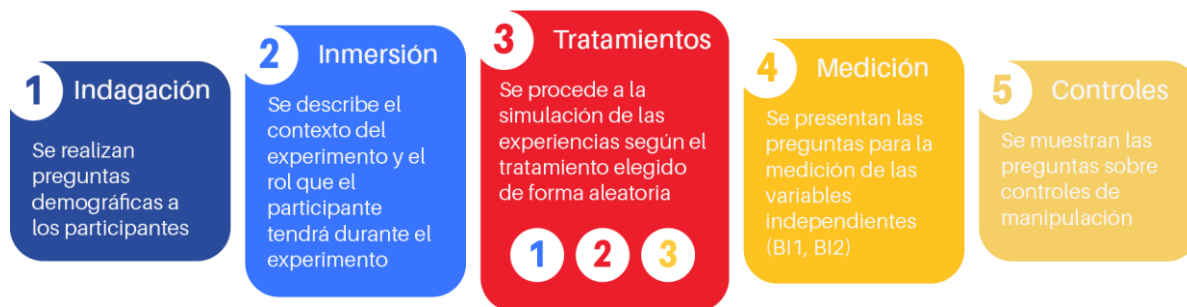 1 Indagación
Se realizan
preguntas
demográficas a
los participantes
2 Inmersión
Se describe el
contexto del
experimento y el
rol que el
participante
tendrá durante el
experimento
3 Tratamientos
Se procede a la
simulación de las
experiencias según el
tratamiento elegido
de forma aleatoria
1 2 3
4 Medición
Se presentan las
preguntas para la
medición de las
variables
independientes
(BI1, BI2)
5 Controles
Se muestran las
preguntas sobre
controles de
manipulación